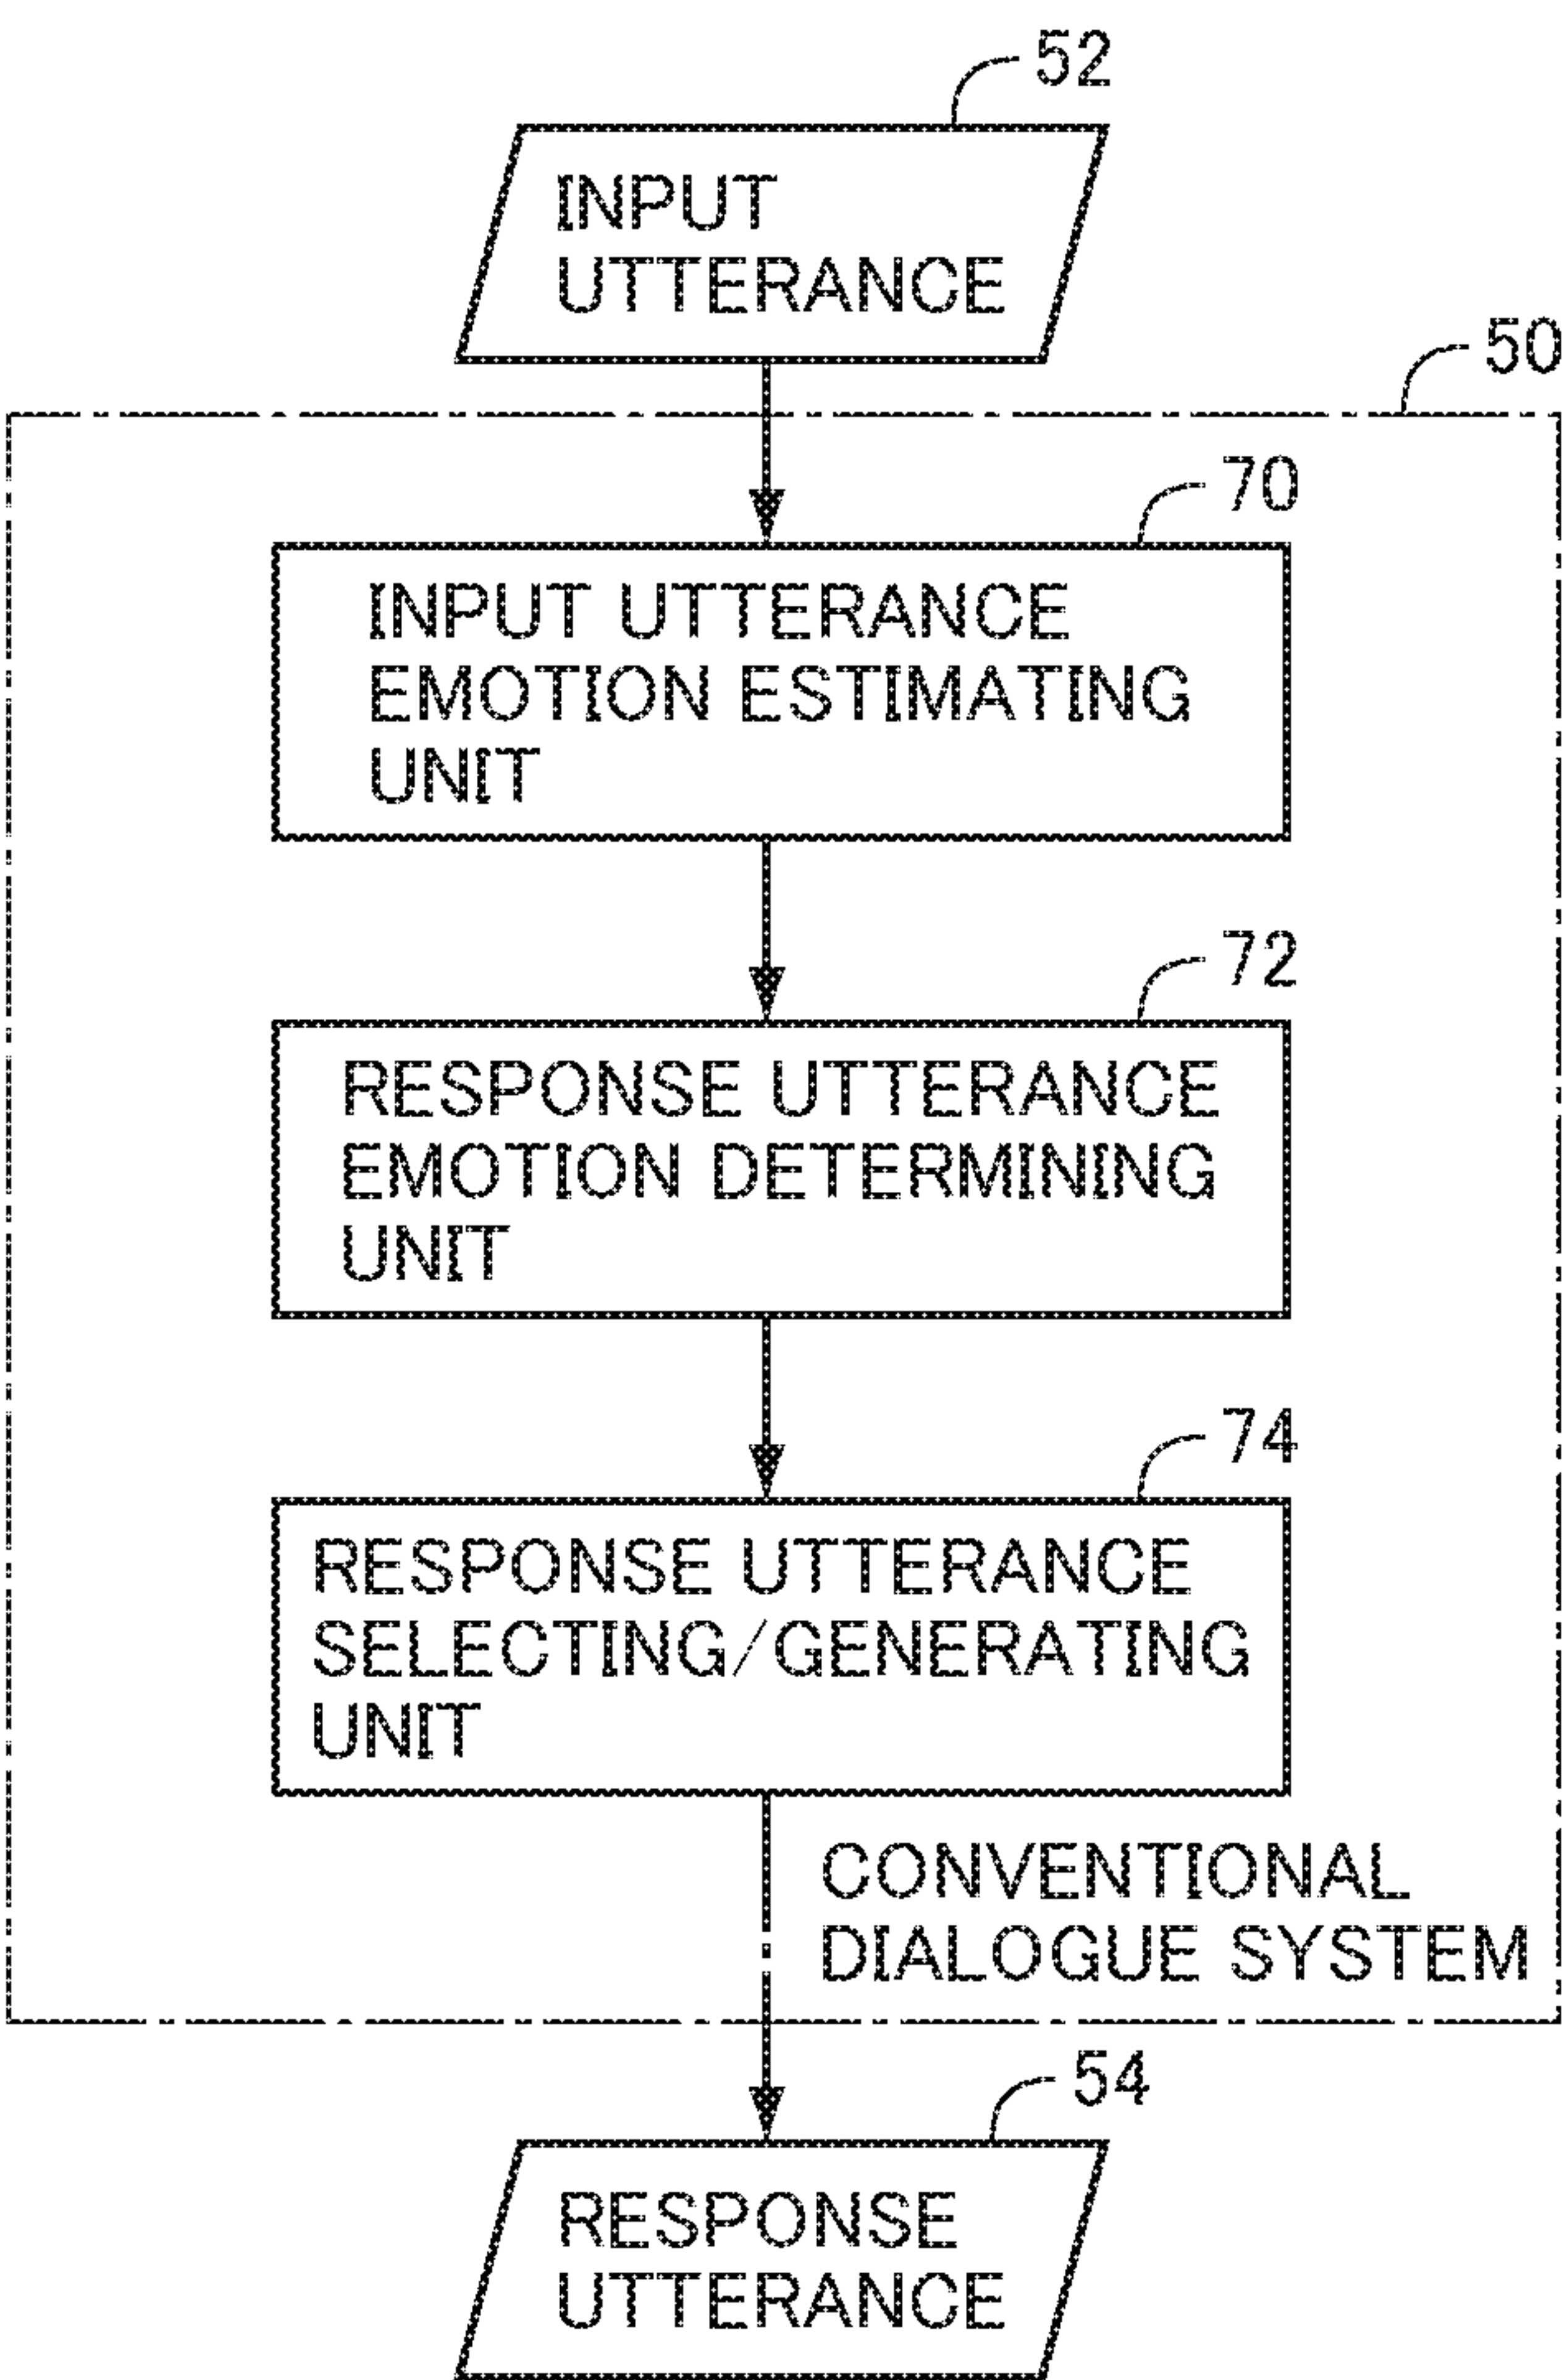 52
INPUT
UTTERANCE
50
70
INPUT UTTERANCE
EMOTION ESTIMATING
UNIT
72
RESPONSE UTTERANCE
EMOTION DETERMINING
UNIT
74
RESPONSE UTTERANCE
SELECTING/GENERATING
UNIT
CONVENTIONAL
DIALOGUE SYSTEM
54
RESPONSE
UTTERANCE